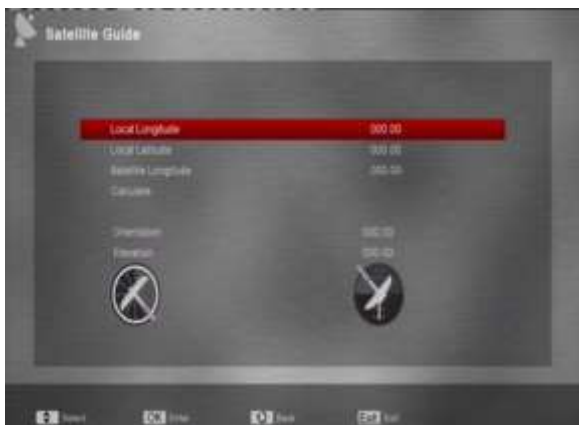 Satellite Guide
Local Longitude 000.00
Local Latitude 000.00
Satellite Longitude 000.00
Calculate
Orientation 000.00
Elevation 000.00
Select OK Enter Back Exit Exit